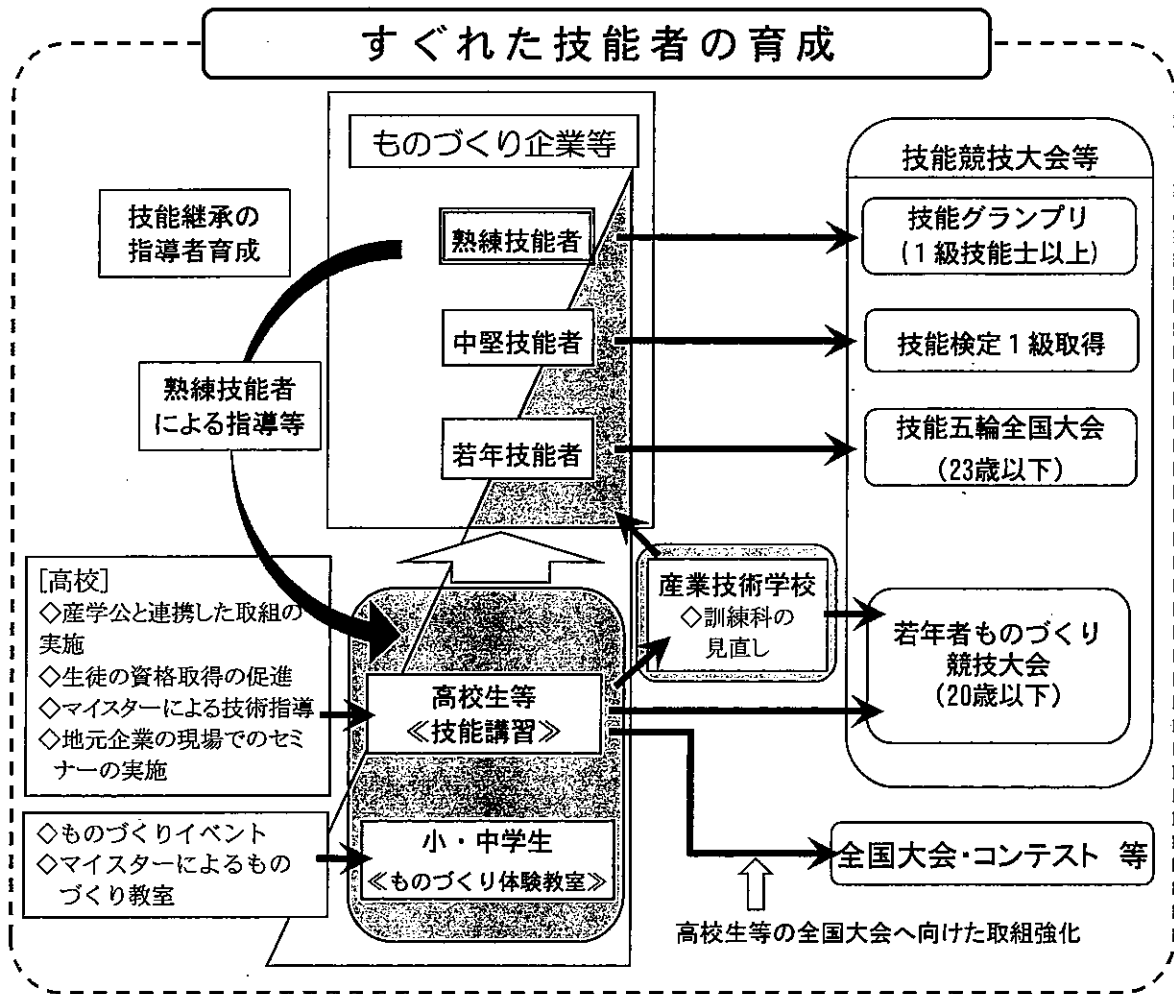 すぐれた技能者の育成
ものづくり企業等
技能継承の
指導者育成
熟練技能者
中堅技能者
若年技能者
熟練技能者
による指導等
技能競技大会等
技能グランプリ
(1級技能士以上)
技能検定1級取得
技能五輪全国大会
(23歳以下)
若年者ものづくり
競技大会
(20歳以下)
産業技術学校
◇訓練科の
見直し
[高校]
◇産学公と連携した取組の
実施
◇生徒の資格取得の促進
◇マイスターによる技術指導
◇地元企業の現場でのセミ
ナーの実施
高校生等
≪技能講習≫
◇ものづくりイベント
◇マイスターによるもの
づくり教室
小・中学生
≪ものづくり体験教室≫
全国大会・コンテスト 等
高校生等の全国大会へ向けた取組強化